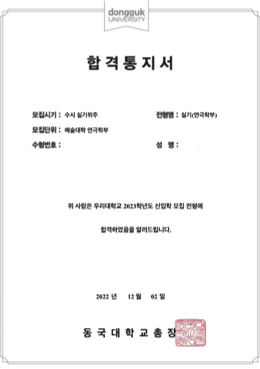 dongguk
UNIVERSITY
합격통지서
모집시기 : 수시 실기위주 전형명 : 실기(연극학부)
모집단위 : 예술대학 연극학부
수험번호 : 성 명 :
위 사람은 우리대학교 2023학년도 신입학 모집 전형에
합격하였음을 알려드립니다.
2022 년 12 월 02 일
동국대학교총장